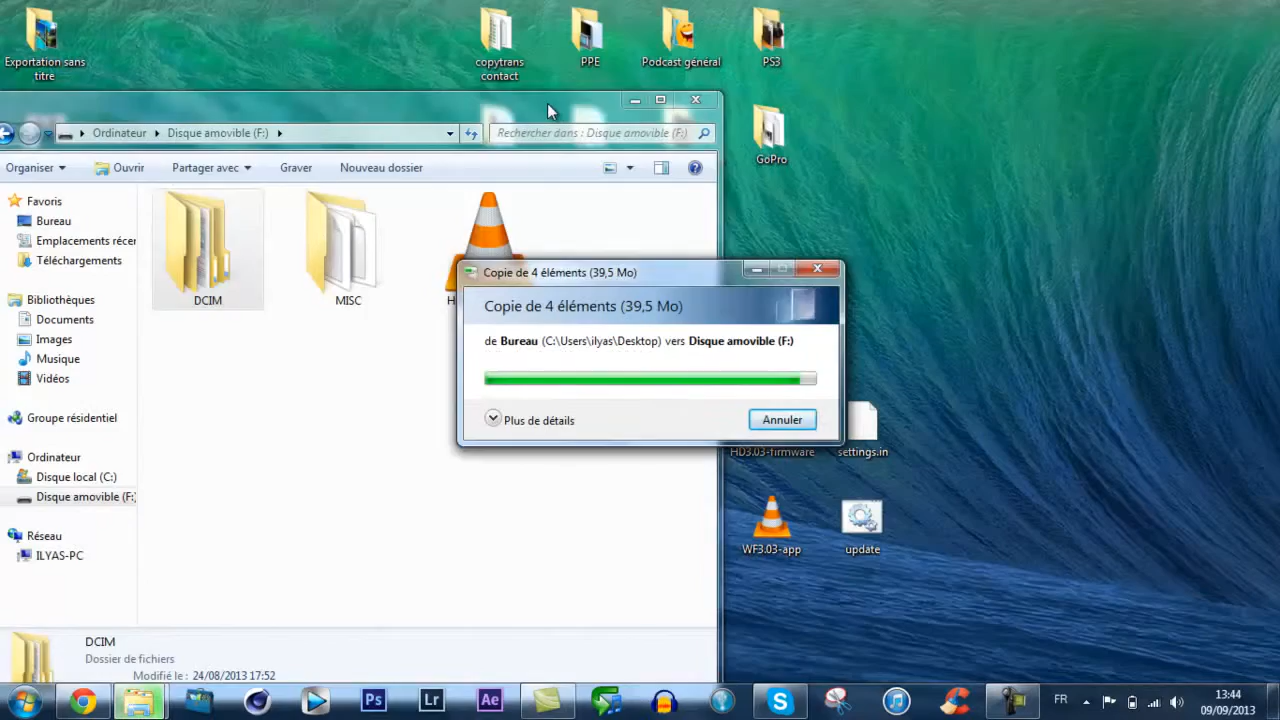 Exportation sans
titre
copytrans
contact
PPE
Podcast général
PS3
Ordinateur
Disque amovible (F:)
Rechercher dans : Disque amovible (F:)
GoPro
Organiser
Ouvrir
Partager avec
Graver
Nouveau dossier
Favoris
Bureau
Emplacements récen
Téléchargements
Bibliothèques
Documents
Images
Musique
Vidéos
Groupe résidentiel
Ordinateur
Disque local (C:)
Disque amovible (F:)
Réseau
ILYAS-PC
DCIM
MISC
H
Copie de 4 éléments (39,5 Mo)
Copie de 4 éléments (39,5 Mo)
de Bureau (C:\Users\ilyas\Desktop) vers Disque amovible (F:)
Plus de détails
Annuler
HD3.03-firmware
settings.in
WF3.03-app
update
DCIM
Dossier de fichiers
Modifié le : 24/08/2013 17:52
Ps
Lr
Ae
FR
13:44
09/09/2013